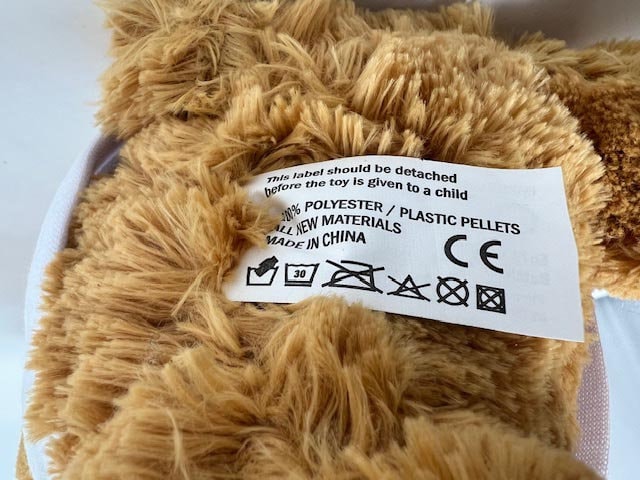 This label should be detached
before the toy is given to a child
100% POLYESTER / PLASTIC PELLETS
ALL NEW MATERIALS
MADE IN CHINA
CE
30